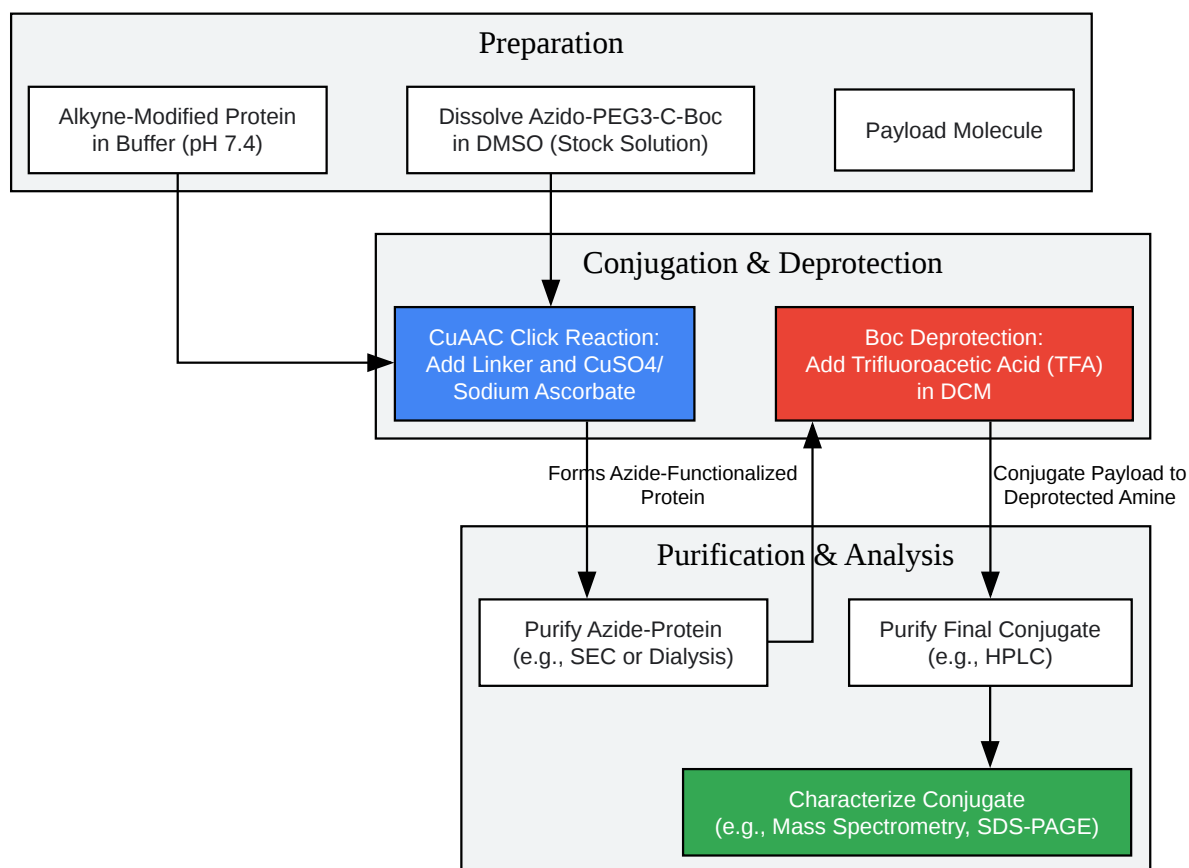 Preparation
Alkyne-Modified Protein
in Buffer (pH 7.4)
Dissolve Azido-PEG3-C-Boc
in DMSO (Stock Solution)
Payload Molecule
Conjugation & Deprotection
CuAAC Click Reaction:
Add Linker and CuSO4/
Sodium Ascorbate
Boc Deprotection:
Add Trifluoroacetic Acid (TFA)
in DCM
Forms Azide-Functionalized
Protein
Conjugate Payload to
Deprotected Amine
Purification & Analysis
Purify Azide-Protein
(e.g., SEC or Dialysis)
Purify Final Conjugate
(e.g., HPLC)
Characterize Conjugate
(e.g., Mass Spectrometry, SDS-PAGE)